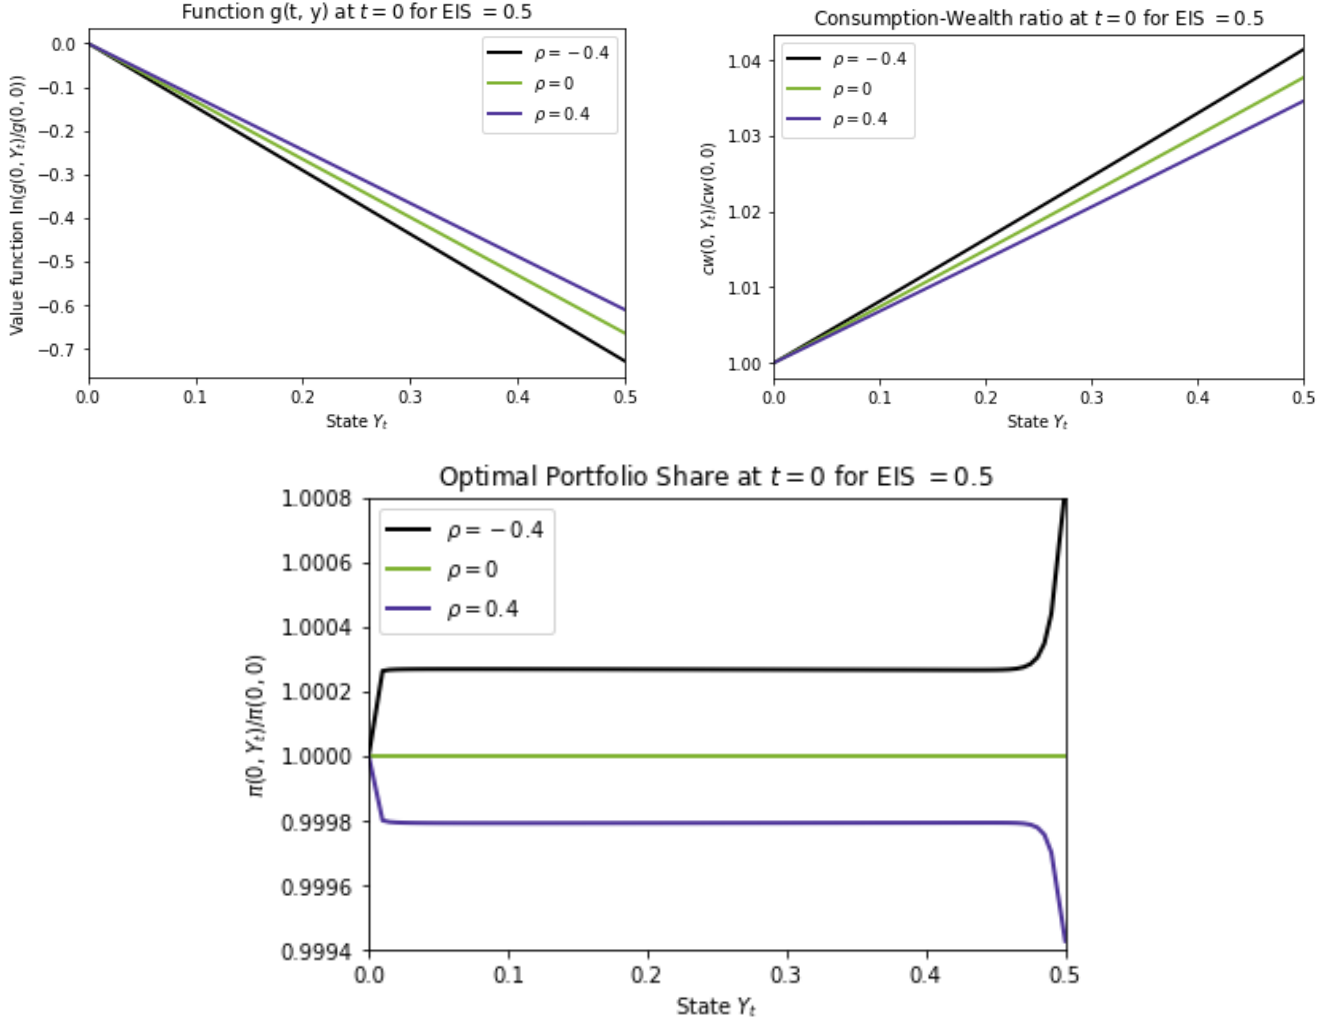 Function g(t, y) at t = 0 for EIS = 0.5
Value function ln(g(0, Y_t)/g(0, 0))
0.0
−0.1
−0.2
−0.3
−0.4
−0.5
−0.6
−0.7
ρ = −0.4
ρ = 0
ρ = 0.4
0.0 0.1 0.2 0.3 0.4 0.5
State Y_t
Consumption-Wealth ratio at t = 0 for EIS = 0.5
cw(0, Y_t)/cw(0, 0)
1.04
1.03
1.02
1.01
1.00
ρ = −0.4
ρ = 0
ρ = 0.4
0.0 0.1 0.2 0.3 0.4 0.5
State Y_t
Optimal Portfolio Share at t = 0 for EIS = 0.5
π(0, Y_t)/π(0, 0)
1.0008
1.0006
1.0004
1.0002
1.0000
0.9998
0.9996
0.9994
ρ = −0.4
ρ = 0
ρ = 0.4
0.0 0.1 0.2 0.3 0.4 0.5
State Y_t